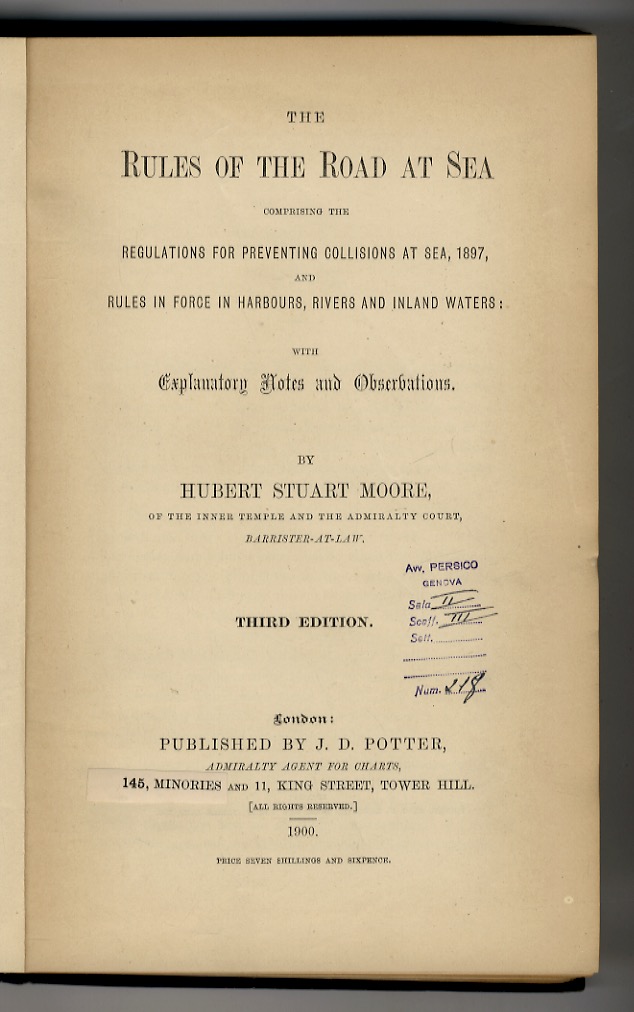 THE
RULES OF THE ROAD AT SEA
COMPRISING THE
REGULATIONS FOR PREVENTING COLLISIONS AT SEA, 1897,
AND
RULES IN FORCE IN HARBOURS, RIVERS AND INLAND WATERS:
WITH
Explanatory Notes and Observations.
BY
HUBERT STUART MOORE,
OF THE INNER TEMPLE AND THE ADMIRALTY COURT,
BARRISTER-AT-LAW.
Avv. PERSICO
GENOVA
Sala II
Scaff. III
Sett.
THIRD EDITION.
Num. 218
London:
PUBLISHED BY J. D. POTTER,
ADMIRALTY AGENT FOR CHARTS,
145, MINORIES AND 11, KING STREET, TOWER HILL.
[ALL RIGHTS RESERVED.]
1900.
PRICE SEVEN SHILLINGS AND SIXPENCE.